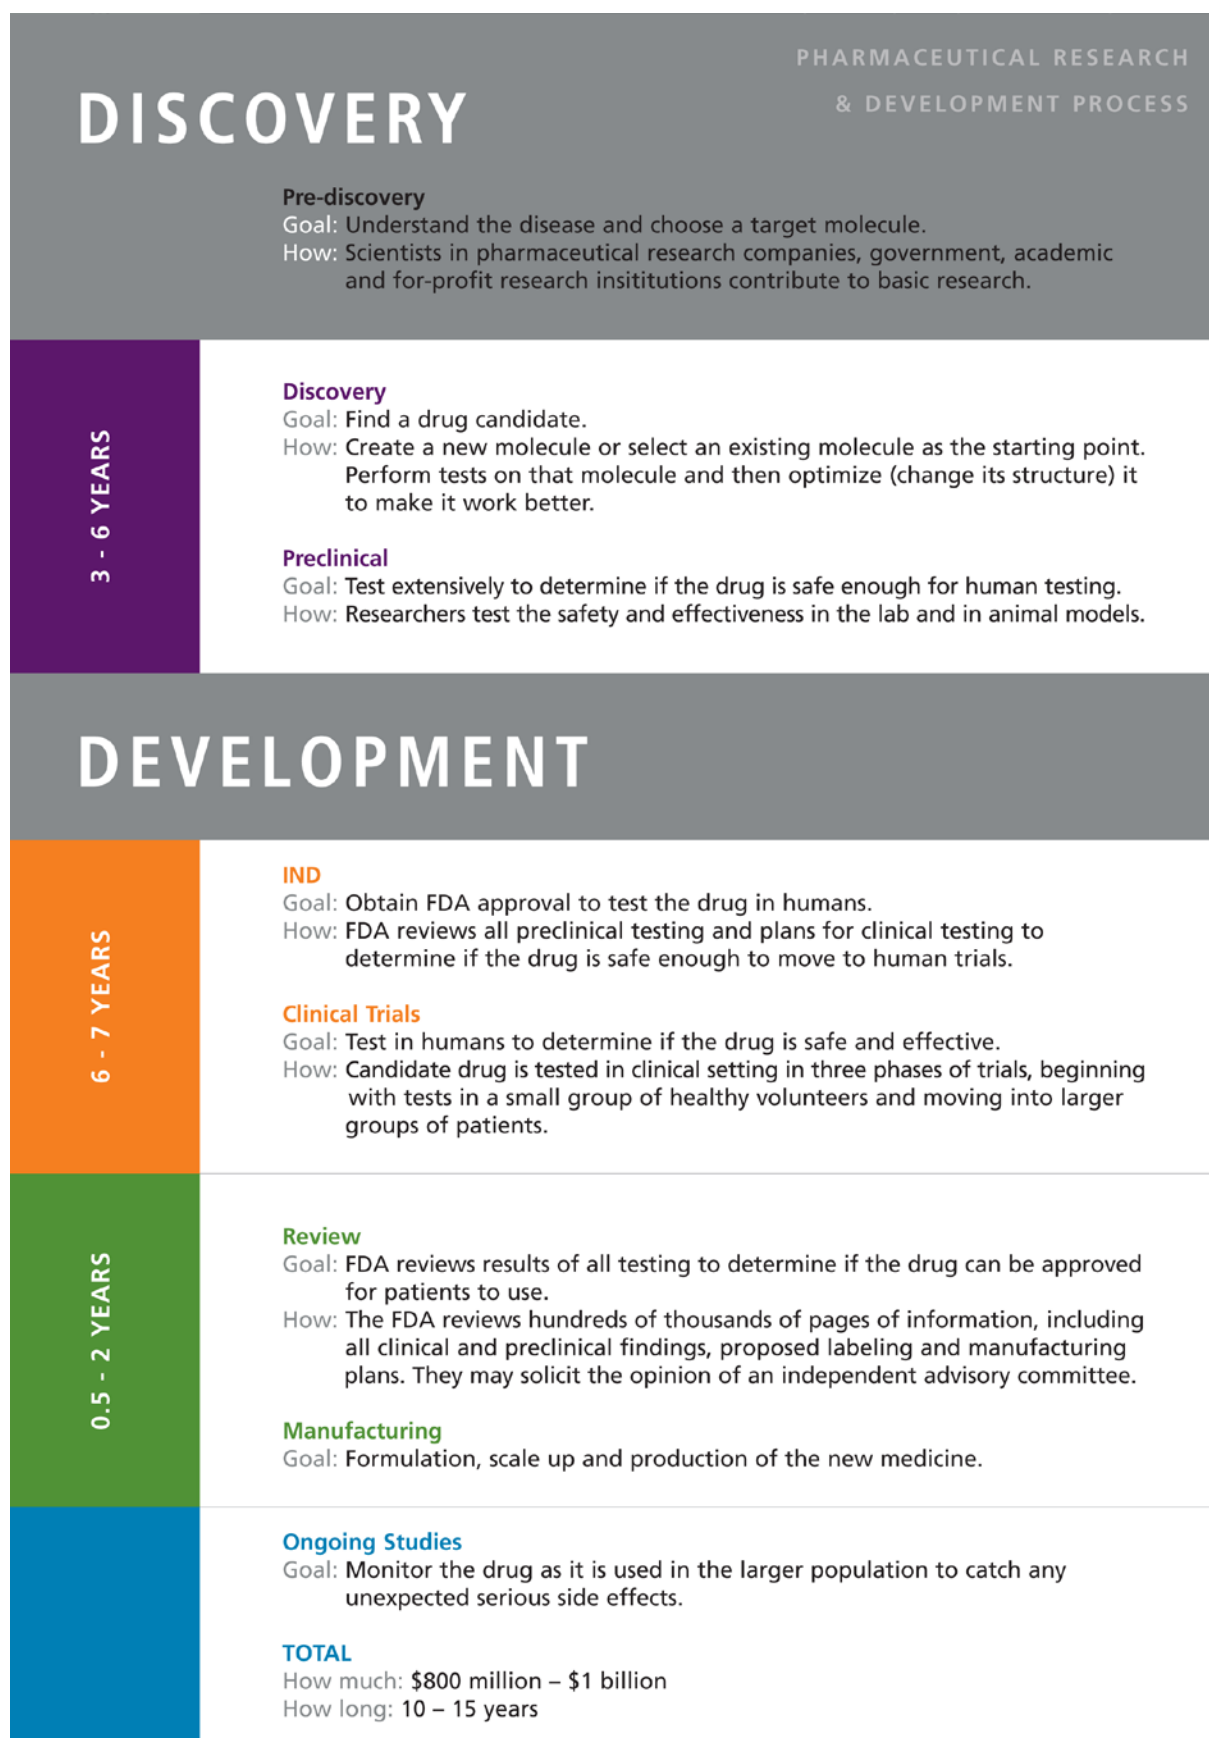 PHARMACEUTICAL RESEARCH
& DEVELOPMENT PROCESS
DISCOVERY
Pre-discovery
Goal: Understand the disease and choose a target molecule.
How: Scientists in pharmaceutical research companies, government, academic
and for-profit research insititutions contribute to basic research.
3 - 6 YEARS
Discovery
Goal: Find a drug candidate.
How: Create a new molecule or select an existing molecule as the starting point.
Perform tests on that molecule and then optimize (change its structure) it
to make it work better.
Preclinical
Goal: Test extensively to determine if the drug is safe enough for human testing.
How: Researchers test the safety and effectiveness in the lab and in animal models.
DEVELOPMENT
6 - 7 YEARS
IND
Goal: Obtain FDA approval to test the drug in humans.
How: FDA reviews all preclinical testing and plans for clinical testing to
determine if the drug is safe enough to move to human trials.
Clinical Trials
Goal: Test in humans to determine if the drug is safe and effective.
How: Candidate drug is tested in clinical setting in three phases of trials, beginning
with tests in a small group of healthy volunteers and moving into larger
groups of patients.
0.5 - 2 YEARS
Review
Goal: FDA reviews results of all testing to determine if the drug can be approved
for patients to use.
How: The FDA reviews hundreds of thousands of pages of information, including
all clinical and preclinical findings, proposed labeling and manufacturing
plans. They may solicit the opinion of an independent advisory committee.
Manufacturing
Goal: Formulation, scale up and production of the new medicine.
Ongoing Studies
Goal: Monitor the drug as it is used in the larger population to catch any
unexpected serious side effects.
TOTAL
How much: $800 million – $1 billion
How long: 10 – 15 years